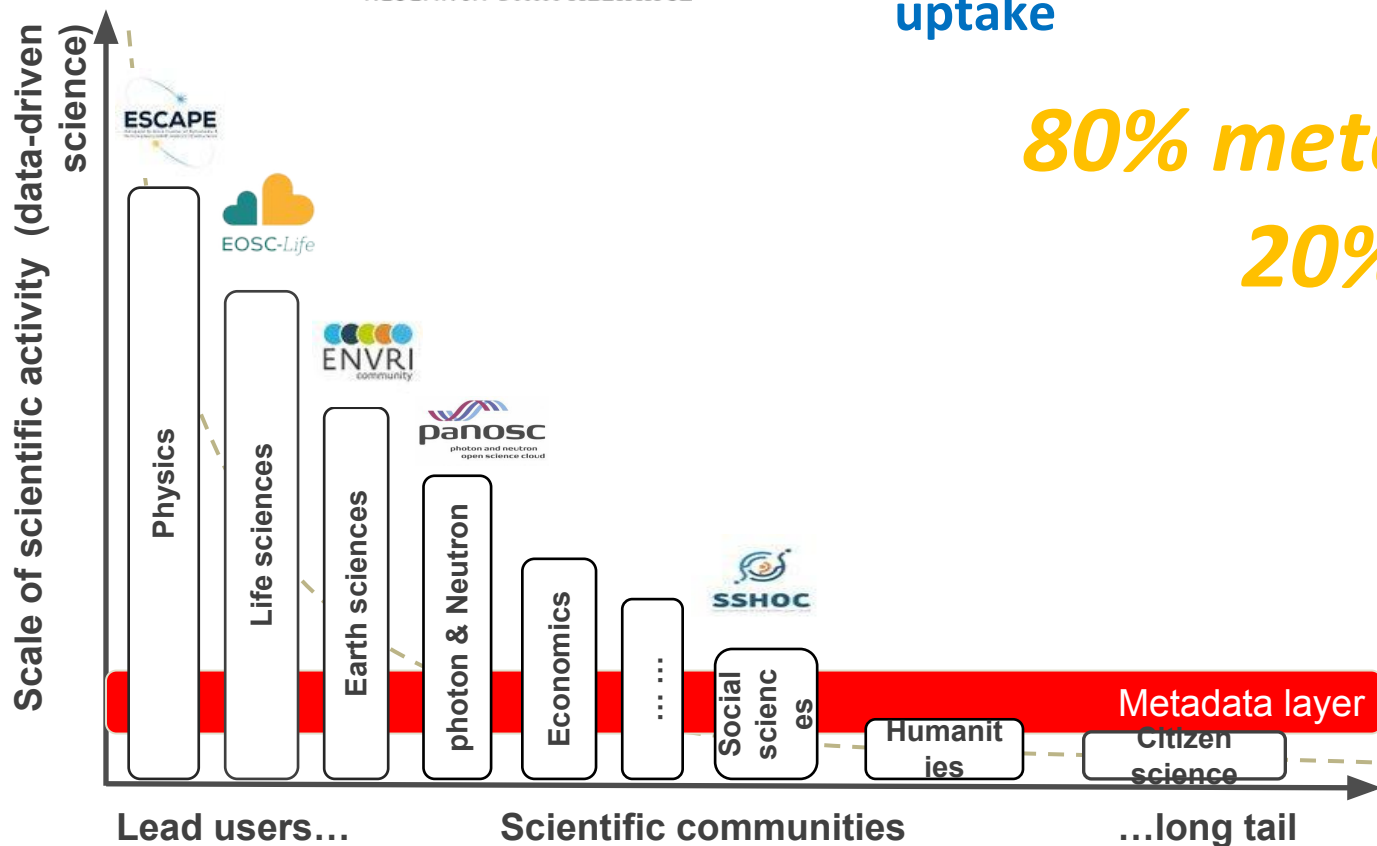 uptake
80% meta
20%
Scale of scientific activity (data-driven
science)
ESCAPE
EOSC-Life
ENVRI
community
panosc
photon and neutron
open science cloud
SSHOC
Physics
Life sciences
Earth sciences
photon & Neutron
Economics
... ...
Social
scienc
es
Humanit
ies
Citizen
science
Metadata layer
Lead users…
Scientific communities
…long tail